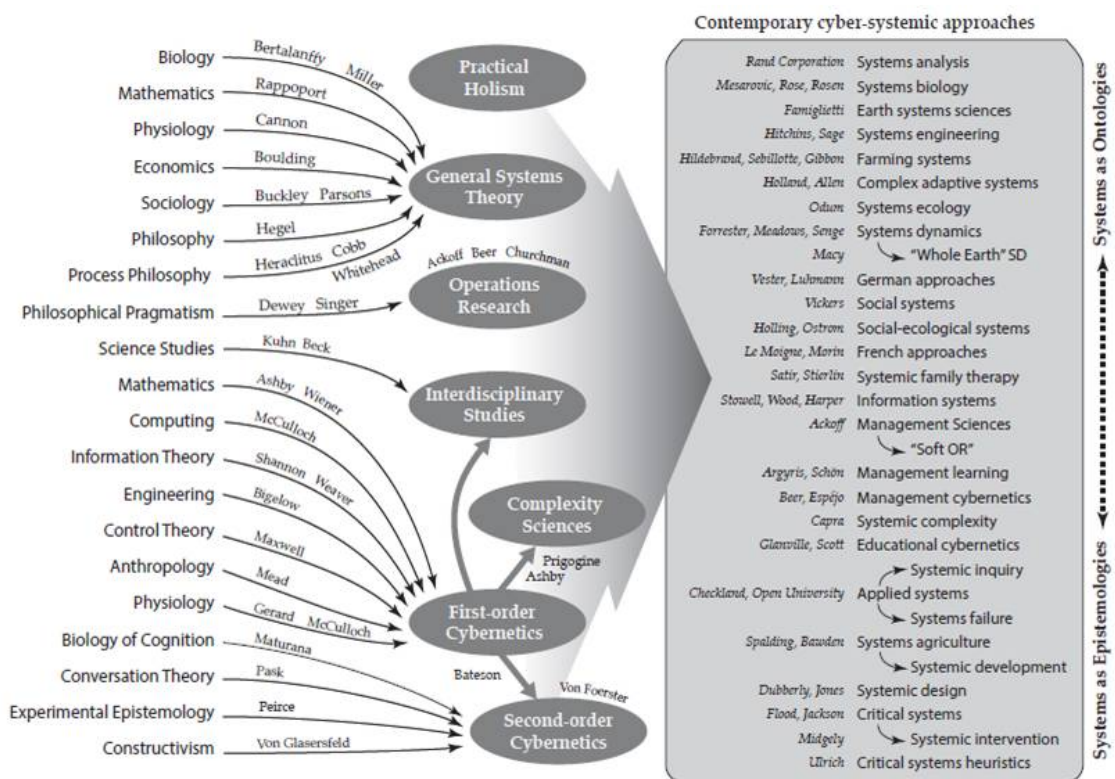 Contemporary cyber-systemic approaches
Biology
Bertalanffy Miller
Mathematics
Rappoport
Physiology
Cannon
Economics
Boulding
Sociology
Buckley Parsons
Philosophy
Hegel
Process Philosophy
Heraclitus Cobb
Whitehead
Philosophical Pragmatism
Dewey Singer
Science Studies
Kuhn Beck
Mathematics
Ashby Wiener
Computing
McCulloch
Information Theory
Shannon Weaver
Engineering
Bigelow
Control Theory
Maxwell
Anthropology
Mead
Physiology
Gerard McCulloch
Biology of Cognition
Maturana
Conversation Theory
Pask
Experimental Epistemology
Peirce
Constructivism
Von Glasersfeld
Practical
Holism
General Systems
Theory
Ackoff Beer Churchman
Operations
Research
Interdisciplinary
Studies
Complexity
Sciences
Prigogine
Ashby
First-order
Cybernetics
Bateson
Von Foerster
Second-order
Cybernetics
Rand Corporation Systems analysis
Mesarovic, Rose, Rosen Systems biology
Famiglietti Earth systems sciences
Hitchins, Sage Systems engineering
Hildebrand, Sebillotte, Gibbon Farming systems
Holland, Allen Complex adaptive systems
Odum Systems ecology
Forrester, Meadows, Senge Systems dynamics
Macy "Whole Earth" SD
Vester, Luhmann German approaches
Vickers Social systems
Holling, Ostrom Social-ecological systems
Le Moigne, Morin French approaches
Satir, Stierlin Systemic family therapy
Stowell, Wood, Harper Information systems
Ackoff Management Sciences
"Soft OR"
Argyris, Schön Management learning
Beer, Espéjo Management cybernetics
Capra Systemic complexity
Glanville, Scott Educational cybernetics
Systemic inquiry
Checkland, Open University Applied systems
Systems failure
Spalding, Bawden Systems agriculture
Systemic development
Dubberly, Jones Systemic design
Flood, Jackson Critical systems
Midgely Systemic intervention
Ulrich Critical systems heuristics
Systems as Ontologies
Systems as Epistemologies